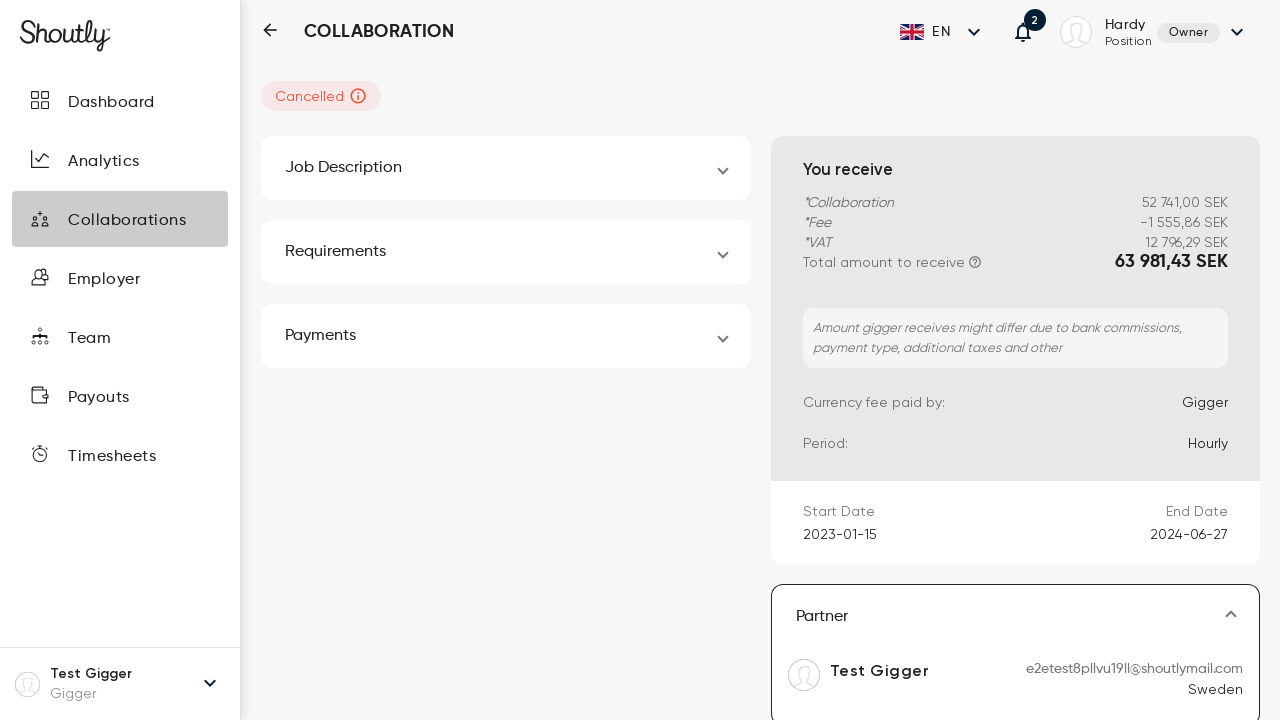 Shoutly
Dashboard
Analytics
Collaborations
Employer
Team
Payouts
Timesheets
Test Gigger
Gigger
COLLABORATION
EN
2
Hardy
Position
Owner
Cancelled
Job Description
Requirements
Payments
You receive
*Collaboration 52 741,00 SEK
*Fee −1 555,86 SEK
*VAT 12 796,29 SEK
Total amount to receive 63 981,43 SEK
Amount gigger receives might differ due to bank commissions,
payment type, additional taxes and other
Currency fee paid by: Gigger
Period: Hourly
Start Date End Date
2023-01-15 2024-06-27
Partner
Test Gigger e2etest8pllvu19ll@shoutlymail.com
Sweden